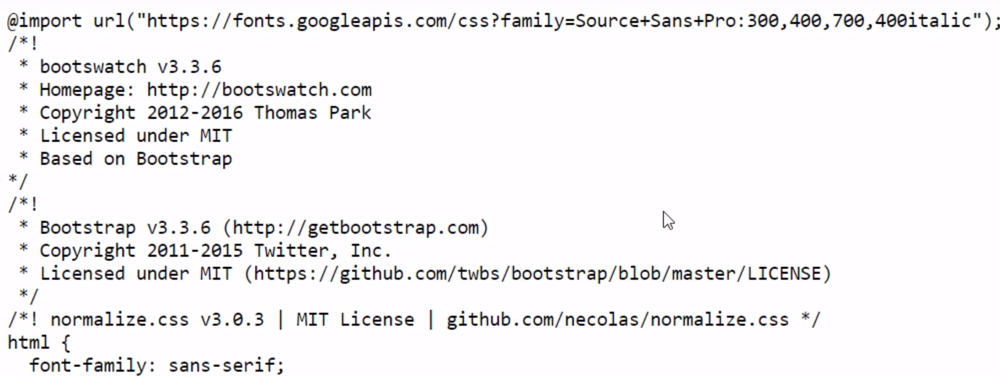 @import url("https://fonts.googleapis.com/css?family=Source+Sans+Pro:300,400,700,400italic");
/*!
 * bootswatch v3.3.6
 * Homepage: http://bootswatch.com
 * Copyright 2012-2016 Thomas Park
 * Licensed under MIT
 * Based on Bootstrap
*/
/*!
 * Bootstrap v3.3.6 (http://getbootstrap.com)
 * Copyright 2011-2015 Twitter, Inc.
 * Licensed under MIT (https://github.com/twbs/bootstrap/blob/master/LICENSE)
 */
/*! normalize.css v3.0.3 | MIT License | github.com/necolas/normalize.css */
html {
  font-family: sans-serif;